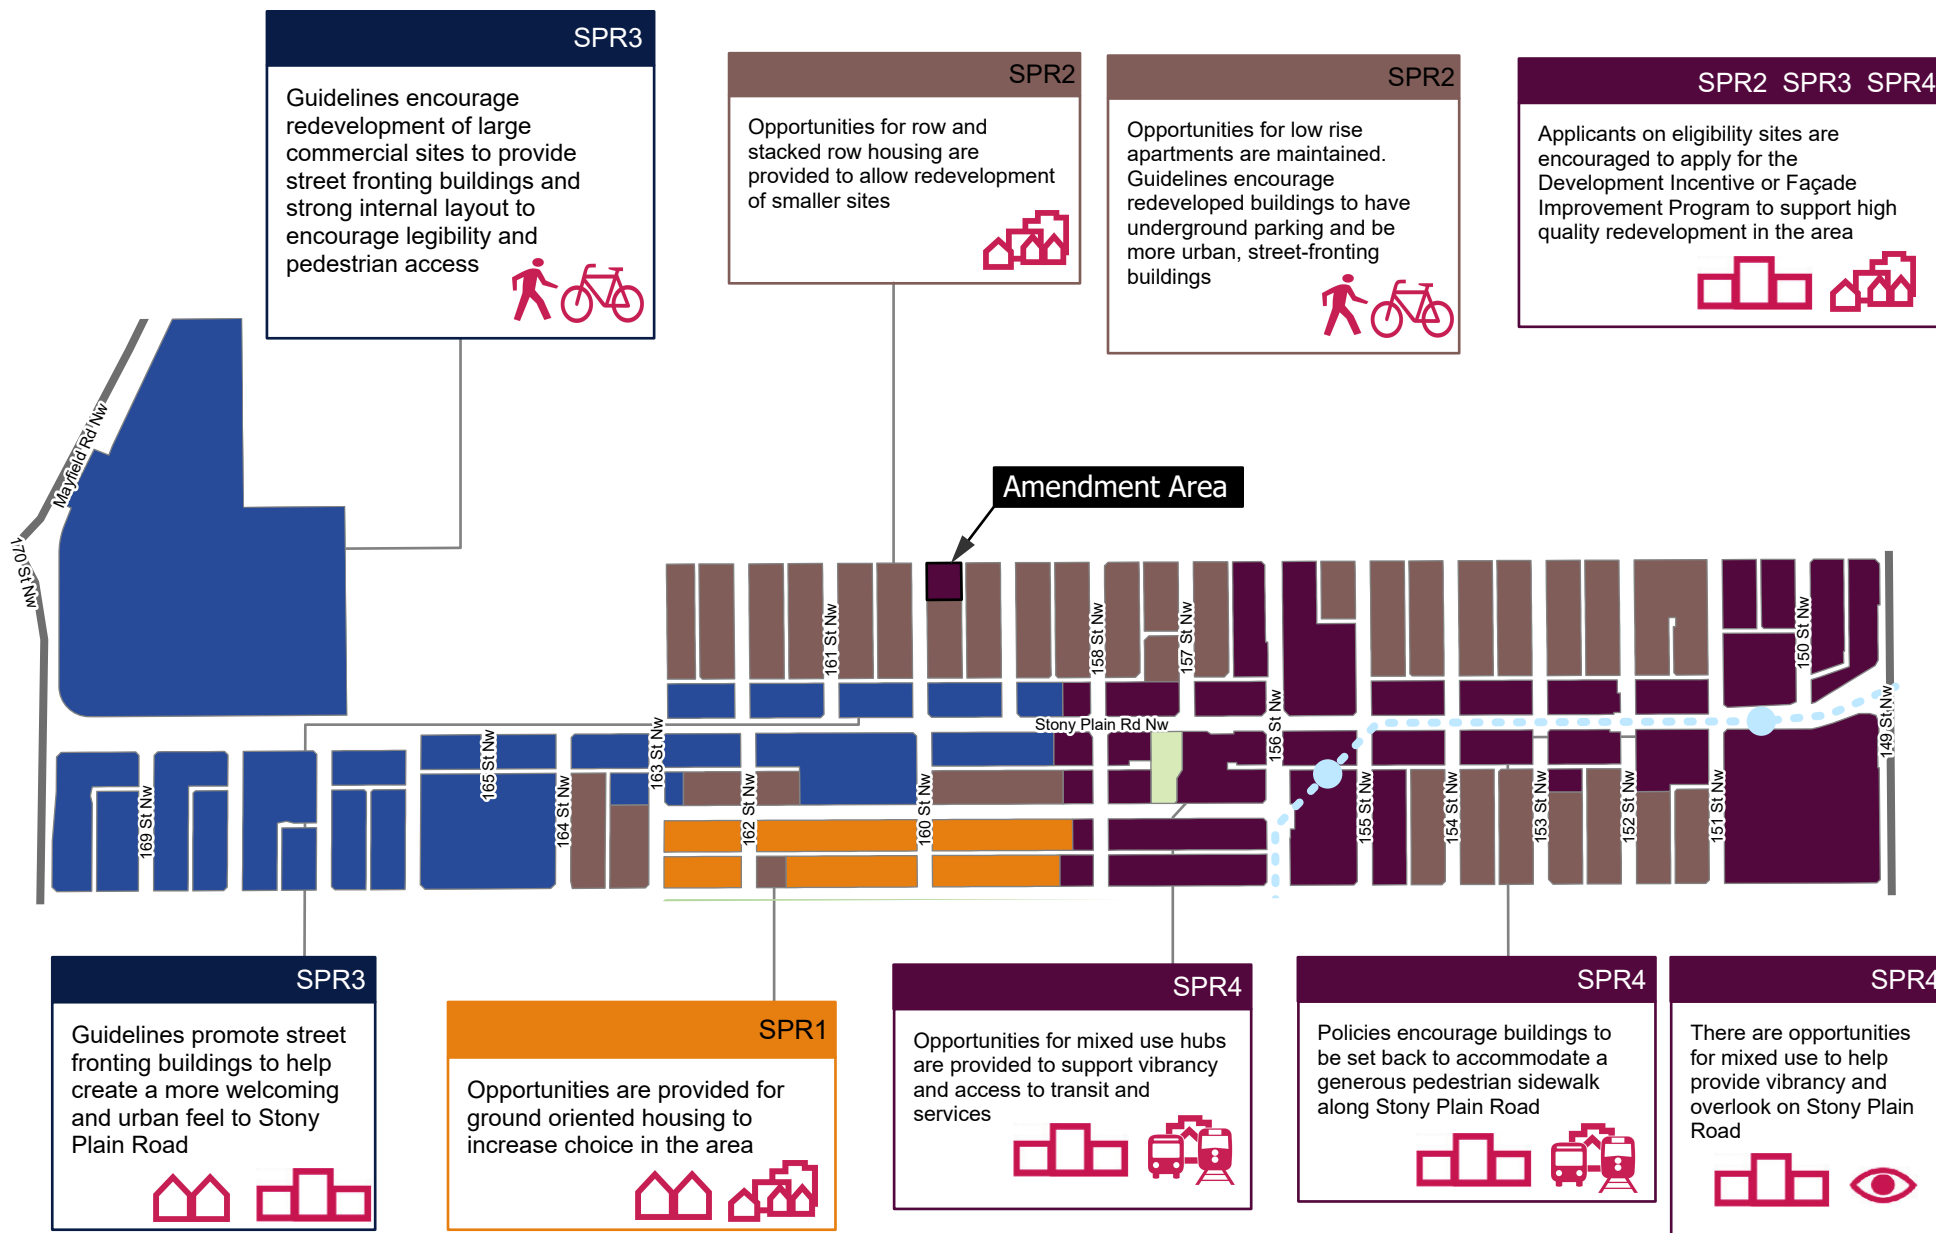 SPR3
Guidelines encourage
redevelopment of large
commercial sites to provide
street fronting buildings and
strong internal layout to
encourage legibility and
pedestrian access
SPR2
Opportunities for row and
stacked row housing are
provided to allow redevelopment
of smaller sites
SPR2
Opportunities for low rise
apartments are maintained.
Guidelines encourage
redeveloped buildings to have
underground parking and be
more urban, street-fronting
buildings
SPR2 SPR3 SPR4
Applicants on eligibility sites are
encouraged to apply for the
Development Incentive or Façade
Improvement Program to support high
quality redevelopment in the area
Amendment Area
Mayfield Rd Nw
170 St Nw
161 St Nw
158 St Nw
157 St Nw
150 St Nw
Stony Plain Rd Nw
156 St Nw
149 St Nw
169 St Nw
165 St Nw
164 St Nw
163 St Nw
162 St Nw
160 St Nw
155 St Nw
154 St Nw
153 St Nw
152 St Nw
151 St Nw
SPR3
Guidelines promote street
fronting buildings to help
create a more welcoming
and urban feel to Stony
Plain Road
SPR1
Opportunities are provided for
ground oriented housing to
increase choice in the area
SPR4
Opportunities for mixed use hubs
are provided to support vibrancy
and access to transit and
services
SPR4
Policies encourage buildings to
be set back to accommodate a
generous pedestrian sidewalk
along Stony Plain Road
SPR4
There are opportunities
for mixed use to help
provide vibrancy and
overlook on Stony Plain
Road